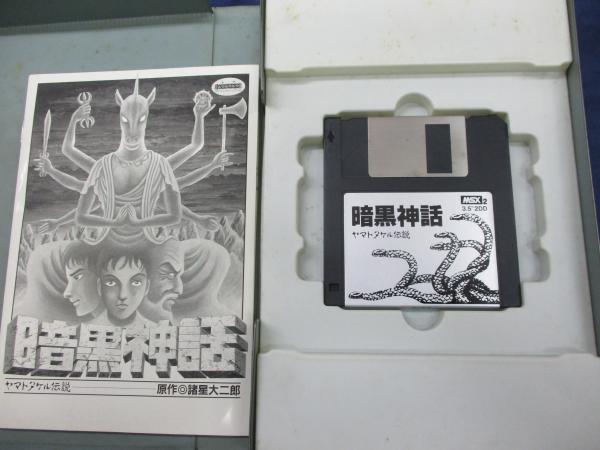 暗黒神話
ヤマトタケル伝説
原作◎諸星大二郎
MSX2
3.5"2DD
暗黒神話
ヤマトタケル伝説